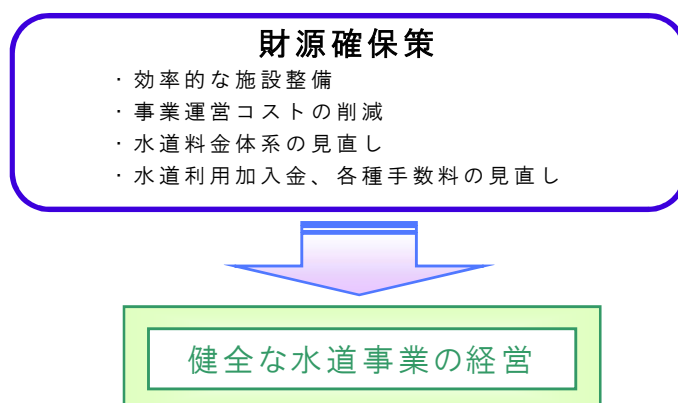 財源確保策
・効率的な施設整備
・事業運営コストの削減
・水道料金体系の見直し
・水道利用加入金、各種手数料の見直し
健全な水道事業の経営